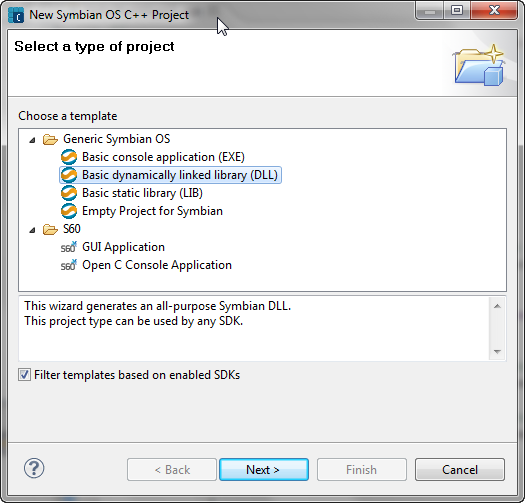 New Symbian OS C++ Project
Select a type of project
Choose a template
Generic Symbian OS
Basic console application (EXE)
Basic dynamically linked library (DLL)
Basic static library (LIB)
Empty Project for Symbian
S60
S60 GUI Application
S60 Open C Console Application
This wizard generates an all-purpose Symbian DLL.
This project type can be used by any SDK.
Filter templates based on enabled SDKs
?
< Back
Next >
Finish
Cancel